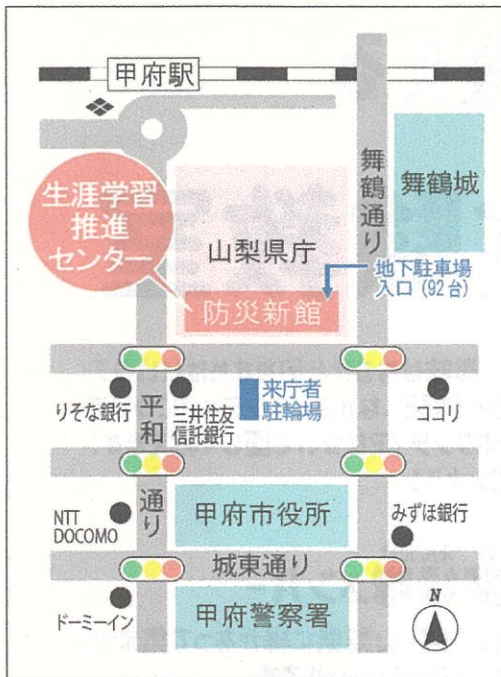 甲府駅
生涯学習
推進
センター
山梨県庁
防災新館
舞鶴通り
舞鶴城
地下駐車場
入口（92台）
りそな銀行
平和
三井住友
信託銀行
来庁者
駐輪場
ココリ
NTT
DOCOMO
通り
甲府市役所
みずほ銀行
城東通り
ドーミーイン
甲府警察署
N